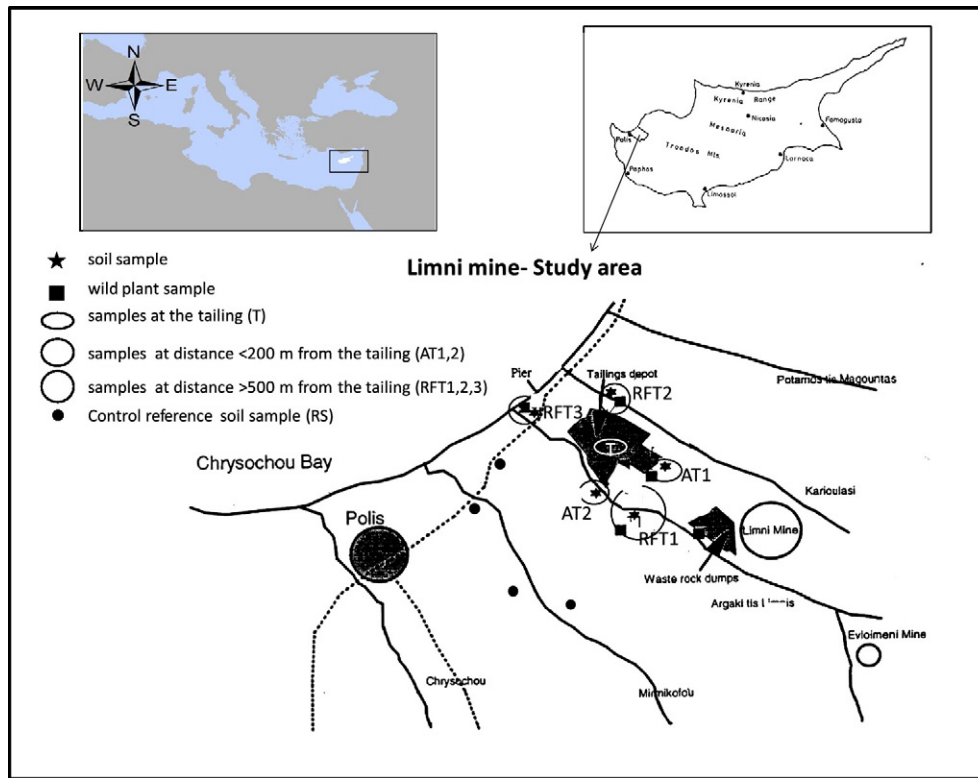 N
W E
S
Kyrenia
Kyrenia Range
Nicosia
Mesaoria
Famagusta
Polis
Troodos Mts.
Larnaca
Paphos
Limassol
soil sample
wild plant sample
samples at the tailing (T)
samples at distance <200 m from the tailing (AT1,2)
samples at distance >500 m from the tailing (RFT1,2,3)
Control reference soil sample (RS)
Limni mine- Study area
Pier
Tailings depot
Potamos tis Magountas
RFT2
RFT3
T
Chrysochou Bay
AT1
Karioulasi
AT2
Polis
RFT1
Limni Mine
Waste rock dumps
Argaki tis
Evloimeni Mine
Chrysochou
Mirmikofou